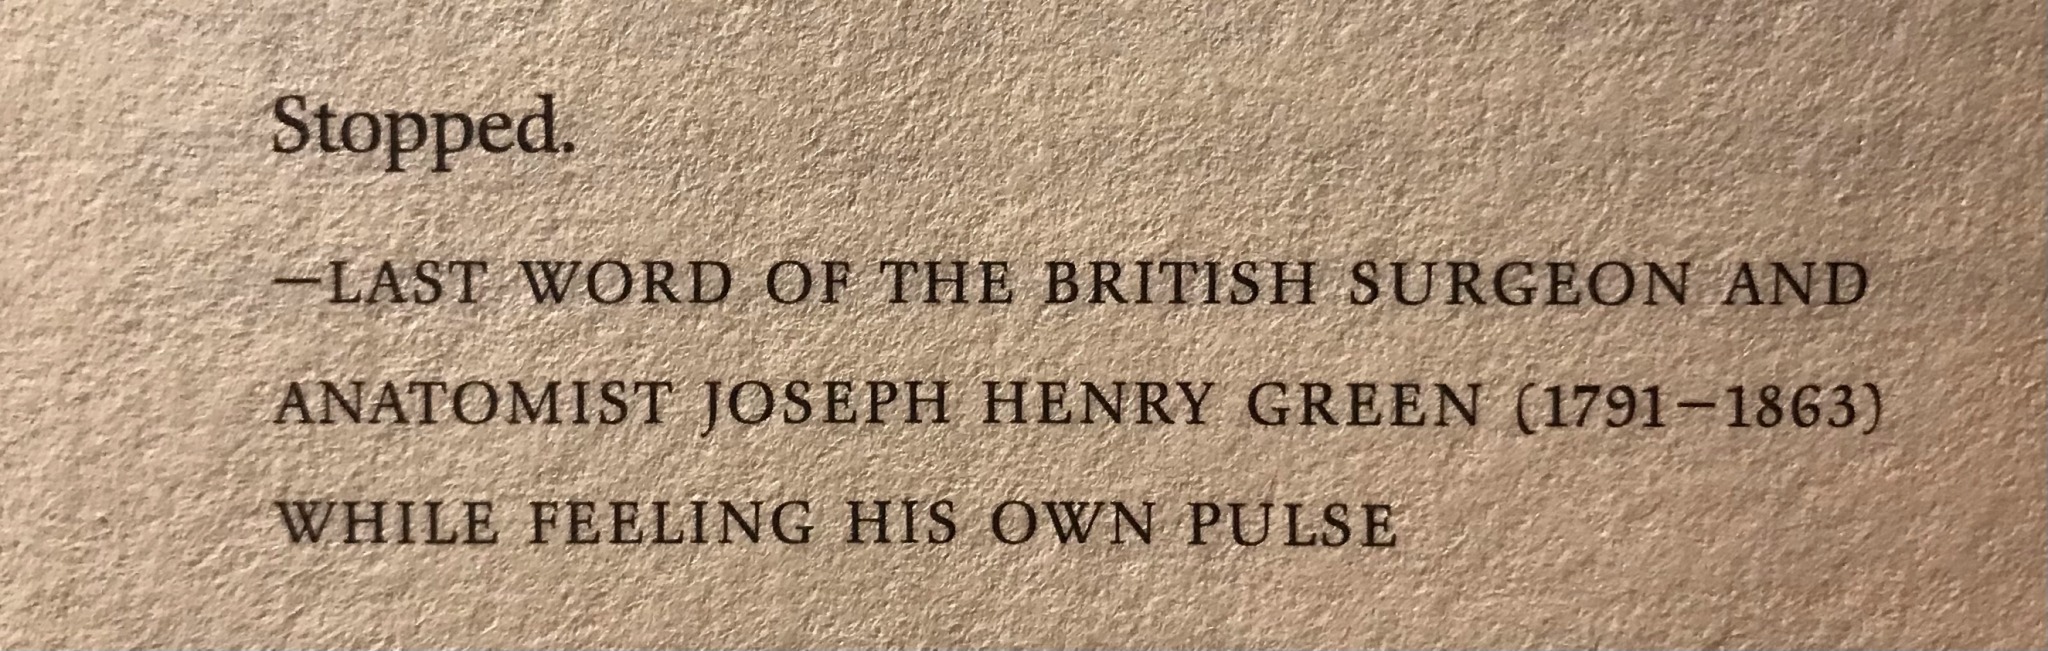 Stopped.
—LAST WORD OF THE BRITISH SURGEON AND
ANATOMIST JOSEPH HENRY GREEN (1791–1863)
WHILE FEELING HIS OWN PULSE